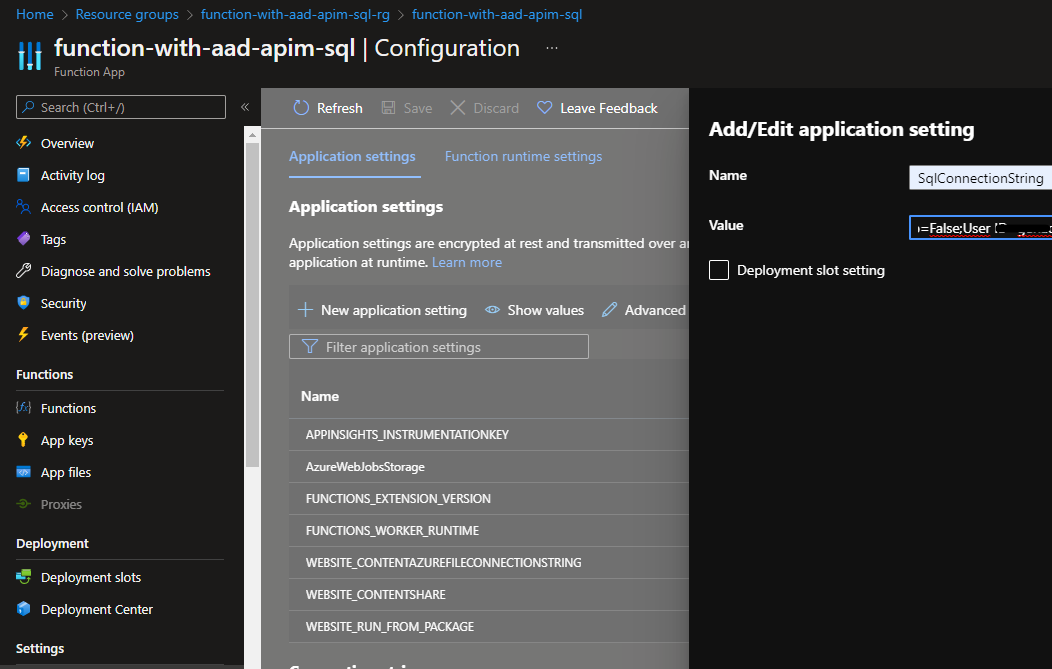 Home > Resource groups > function-with-aad-apim-sql-rg > function-with-aad-apim-sql
function-with-aad-apim-sql | Configuration ...
Function App
Search (Ctrl+/)
«
Overview
Activity log
Access control (IAM)
Tags
Diagnose and solve problems
Security
Events (preview)
Functions
Functions
App keys
App files
Proxies
Deployment
Deployment slots
Deployment Center
Settings
Refresh Save Discard Leave Feedback
Application settings Function runtime settings
Application settings
Application settings are encrypted at rest and transmitted over
application at runtime. Learn more
New application setting Show values Advanced
Filter application settings
Name
APPINSIGHTS_INSTRUMENTATIONKEY
AzureWebJobsStorage
FUNCTIONS_EXTENSION_VERSION
FUNCTIONS_WORKER_RUNTIME
WEBSITE_CONTENTAZUREFILECONNECTIONSTRING
WEBSITE_CONTENTSHARE
WEBSITE_RUN_FROM_PACKAGE
Add/Edit application setting
Name
SqlConnectionString
Value
=False;User
Deployment slot setting